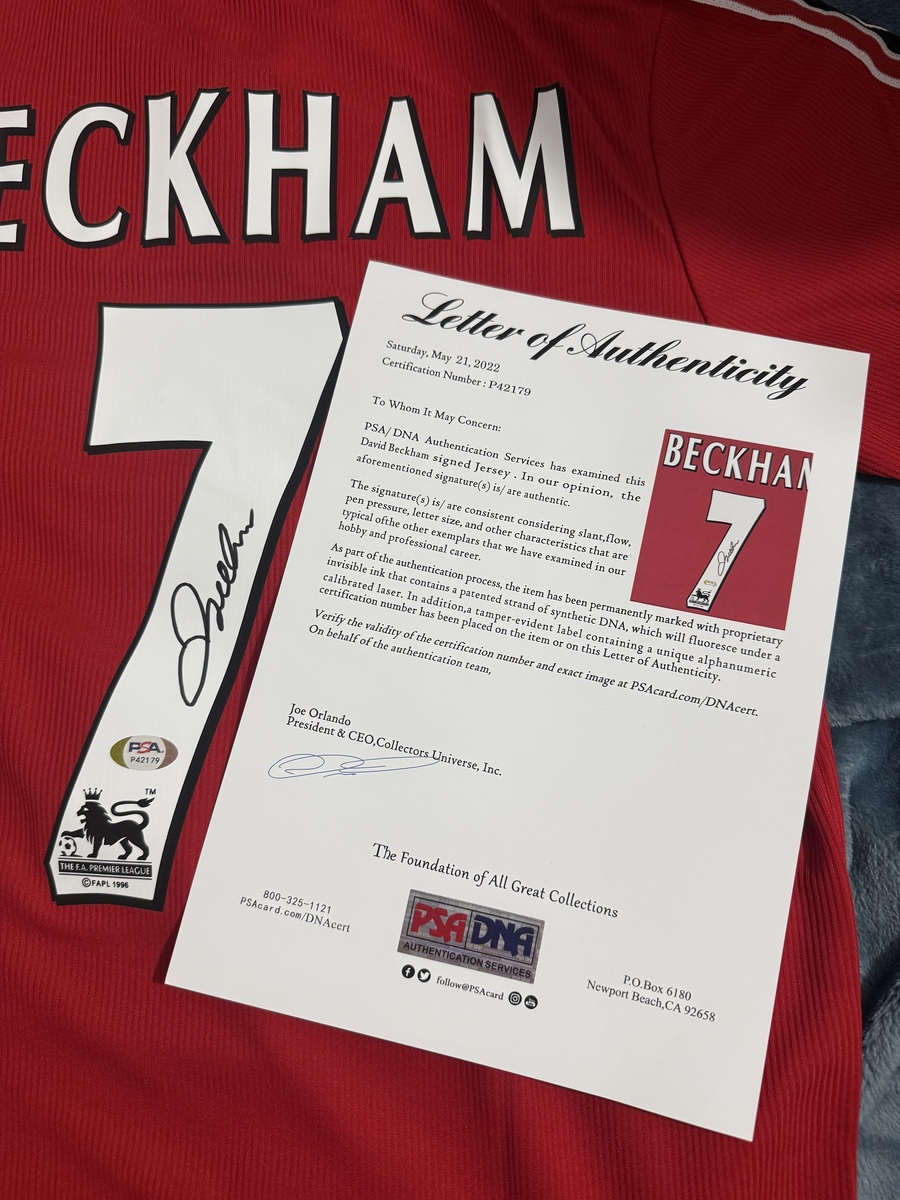 ECKHAM
7
PSA
P42179
TM
THE F.A. PREMIER LEAGUE
©FAPL 1996
Letter of Authenticity
Saturday, May 21, 2022
Certification Number : P42179
To Whom It May Concern:
PSA/ DNA Authentication Services has examined this
David Beckham signed Jersey . In our opinion, the
aforementioned signature(s) is/ are authentic.
The signature(s) is/ are consistent considering slant,flow,
pen pressure, letter size, and other characteristics that are
typical ofthe other exemplars that we have examined in our
hobby and professional career.
As part of the authentication process, the item has been permanently marked with proprietary
invisible ink that contains a patented strand of synthetic DNA, which will fluoresce under a
calibrated laser. In addition,a tamper-evident label containing a unique alphanumeric
certification number has been placed on the item or on this Letter of Authenticity.
Verify the validity of the certification number and exact image at PSAcard.com/DNAcert.
On behalf of the authentication team,
BECKHAM
7
Joe Orlando
President & CEO,Collectors Universe, Inc.
The Foundation of All Great Collections
800-325-1121
PSAcard.com/DNAcert
PSA DNA
AUTHENTICATION SERVICES
follow@PSAcard
P.O.Box 6180
Newport Beach,CA 92658